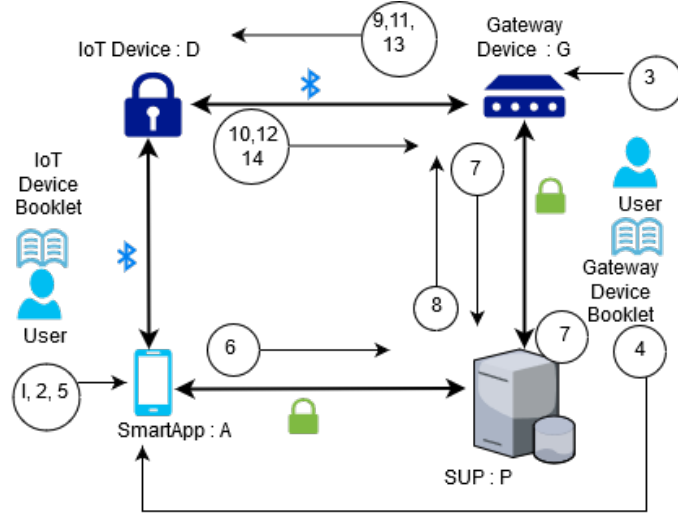 9,11,
13
Gateway
Device : G
IoT Device : D
3
10,12
14
7
IoT
Device
Booklet
User
User
Gateway
Device
Booklet
8
7
6
4
I, 2, 5
SmartApp : A
SUP : P